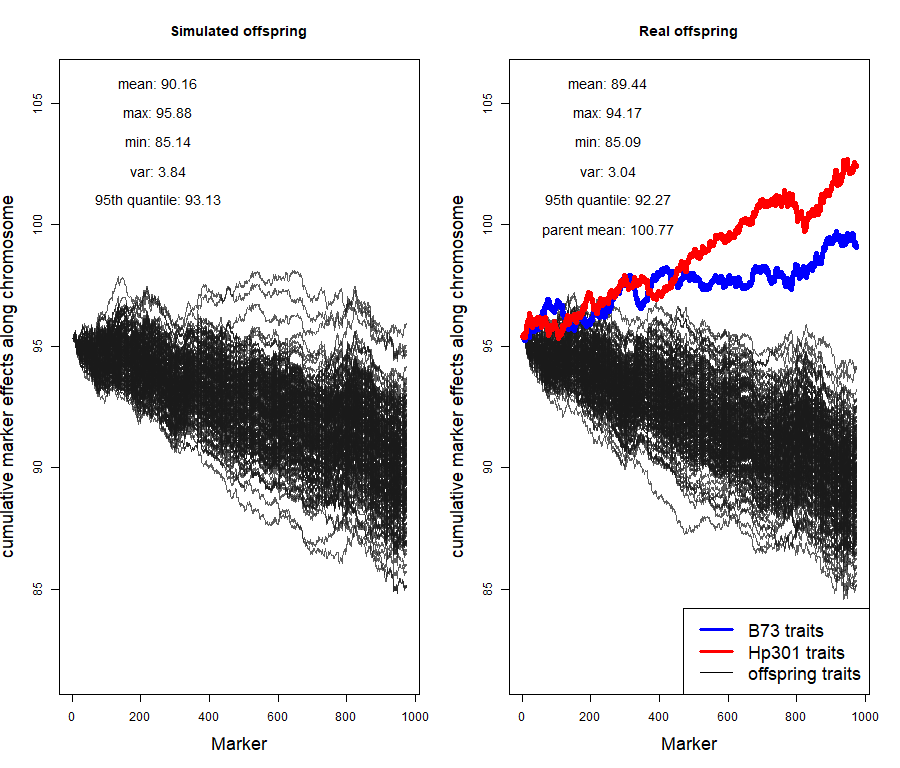 Simulated offspring
mean: 90.16
max: 95.88
min: 85.14
var: 3.84
95th quantile: 93.13
cumulative marker effects along chromosome
105
100
95
90
85
0 200 400 600 800 1000
Marker
Real offspring
mean: 89.44
max: 94.17
min: 85.09
var: 3.04
95th quantile: 92.27
parent mean: 100.77
cumulative marker effects along chromosome
105
100
95
90
85
B73 traits
Hp301 traits
offspring traits
0 200 400 600 800 1000
Marker